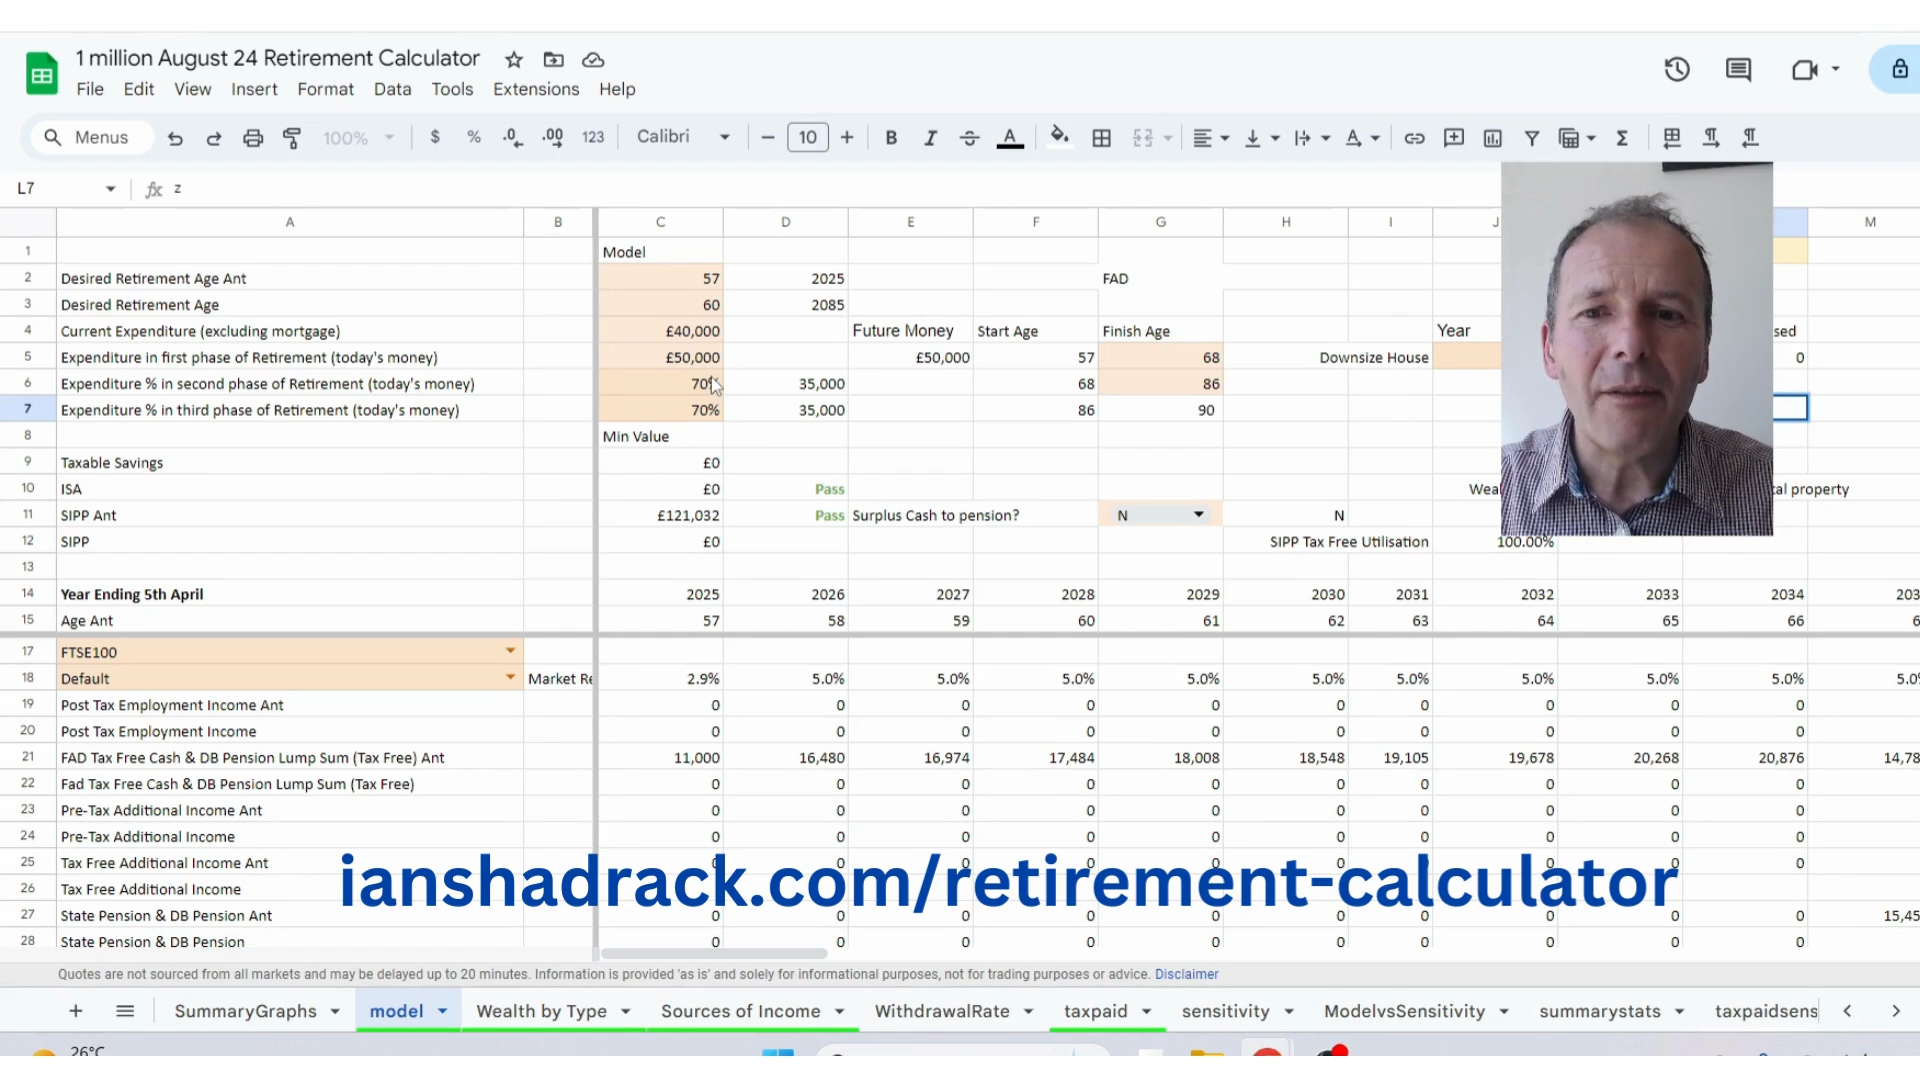 1 million August 24 Retirement Calculator
File Edit View Insert Format Data Tools Extensions Help
Menus 100% $ % .0 .00 123 Calibri 10 B I A
L7 fx z
A B C D E F G H I J M
1 Model
2 Desired Retirement Age Ant 57 2025 FAD
3 Desired Retirement Age 60 2085
4 Current Expenditure (excluding mortgage) £40,000 Future Money Start Age Finish Age Year
5 Expenditure in first phase of Retirement (today's money) £50,000 £50,000 57 68 Downsize House 0
6 Expenditure % in second phase of Retirement (today's money) 70% 35,000 68 86
7 Expenditure % in third phase of Retirement (today's money) 70% 35,000 86 90
8 Min Value
9 Taxable Savings £0
10 ISA £0 Pass property
11 SIPP Ant £121,032 Pass Surplus Cash to pension? N N
12 SIPP £0 SIPP Tax Free Utilisation 100.00%
13
14 Year Ending 5th April 2025 2026 2027 2028 2029 2030 2031 2032 2033 2034
15 Age Ant 57 58 59 60 61 62 63 64 65 66
17 FTSE100
18 Default Market 2.9% 5.0% 5.0% 5.0% 5.0% 5.0% 5.0% 5.0% 5.0% 5.0%
19 Post Tax Employment Income Ant 0 0 0 0 0 0 0 0 0 0
20 Post Tax Employment Income 0 0 0 0 0 0 0 0 0 0
21 FAD Tax Free Cash & DB Pension Lump Sum (Tax Free) Ant 11,000 16,480 16,974 17,484 18,008 18,548 19,105 19,678 20,268 20,876
22 Fad Tax Free Cash & DB Pension Lump Sum (Tax Free) 0 0 0 0 0 0 0 0 0 0
23 Pre-Tax Additional Income Ant 0 0 0 0 0 0 0 0 0 0
24 Pre-Tax Additional Income 0 0 0 0 0 0 0 0 0 0
25 Tax Free Additional Income Ant 0 0 0 0 0 0 0 0 0 0
26 Tax Free Additional Income
ianshadrack.com/retirement-calculator
27 State Pension & DB Pension Ant 0 0 0 0 0 0 0 0 0 0
28 State Pension & DB Pension 0 0 0 0 0 0 0 0 0 0
Quotes are not sourced from all markets and may be delayed up to 20 minutes. Information is provided 'as is' and solely for informational purposes, not for trading purposes or advice. Disclaimer
SummaryGraphs model Wealth by Type Sources of Income WithdrawalRate taxpaid sensitivity ModelvsSensitivity summarystats taxpaidsens
26°C